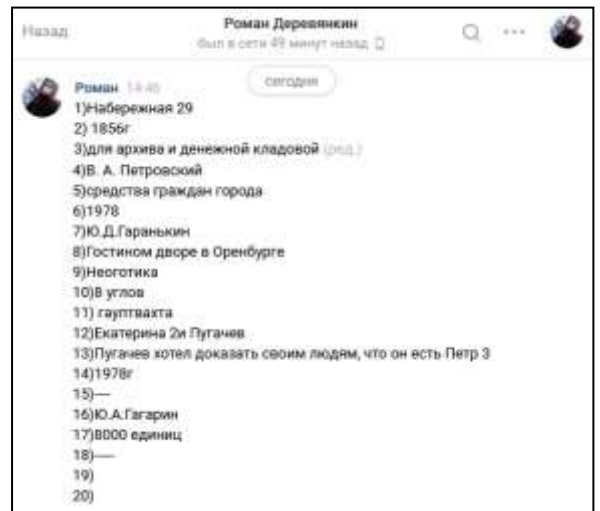 Назад
Роман Деревянкин
был в сети 49 минут назад
сегодня
Роман 14:46
1)Набережная 29
2) 1856г
3)для архива и денежной кладовой (ред.)
4)В. А. Петровский
5)средства граждан города
6)1978
7)Ю.Д.Гаранькин
8)Гостином дворе в Оренбурге
9)Неоготика
10)8 углов
11) гауптвахта
12)Екатерина 2и Пугачев
13)Пугачев хотел доказать своим людям, что он есть Петр 3
14)1978г
15)—-
16)Ю.А.Гагарин
17)8000 единиц
18)—-
19)
20)